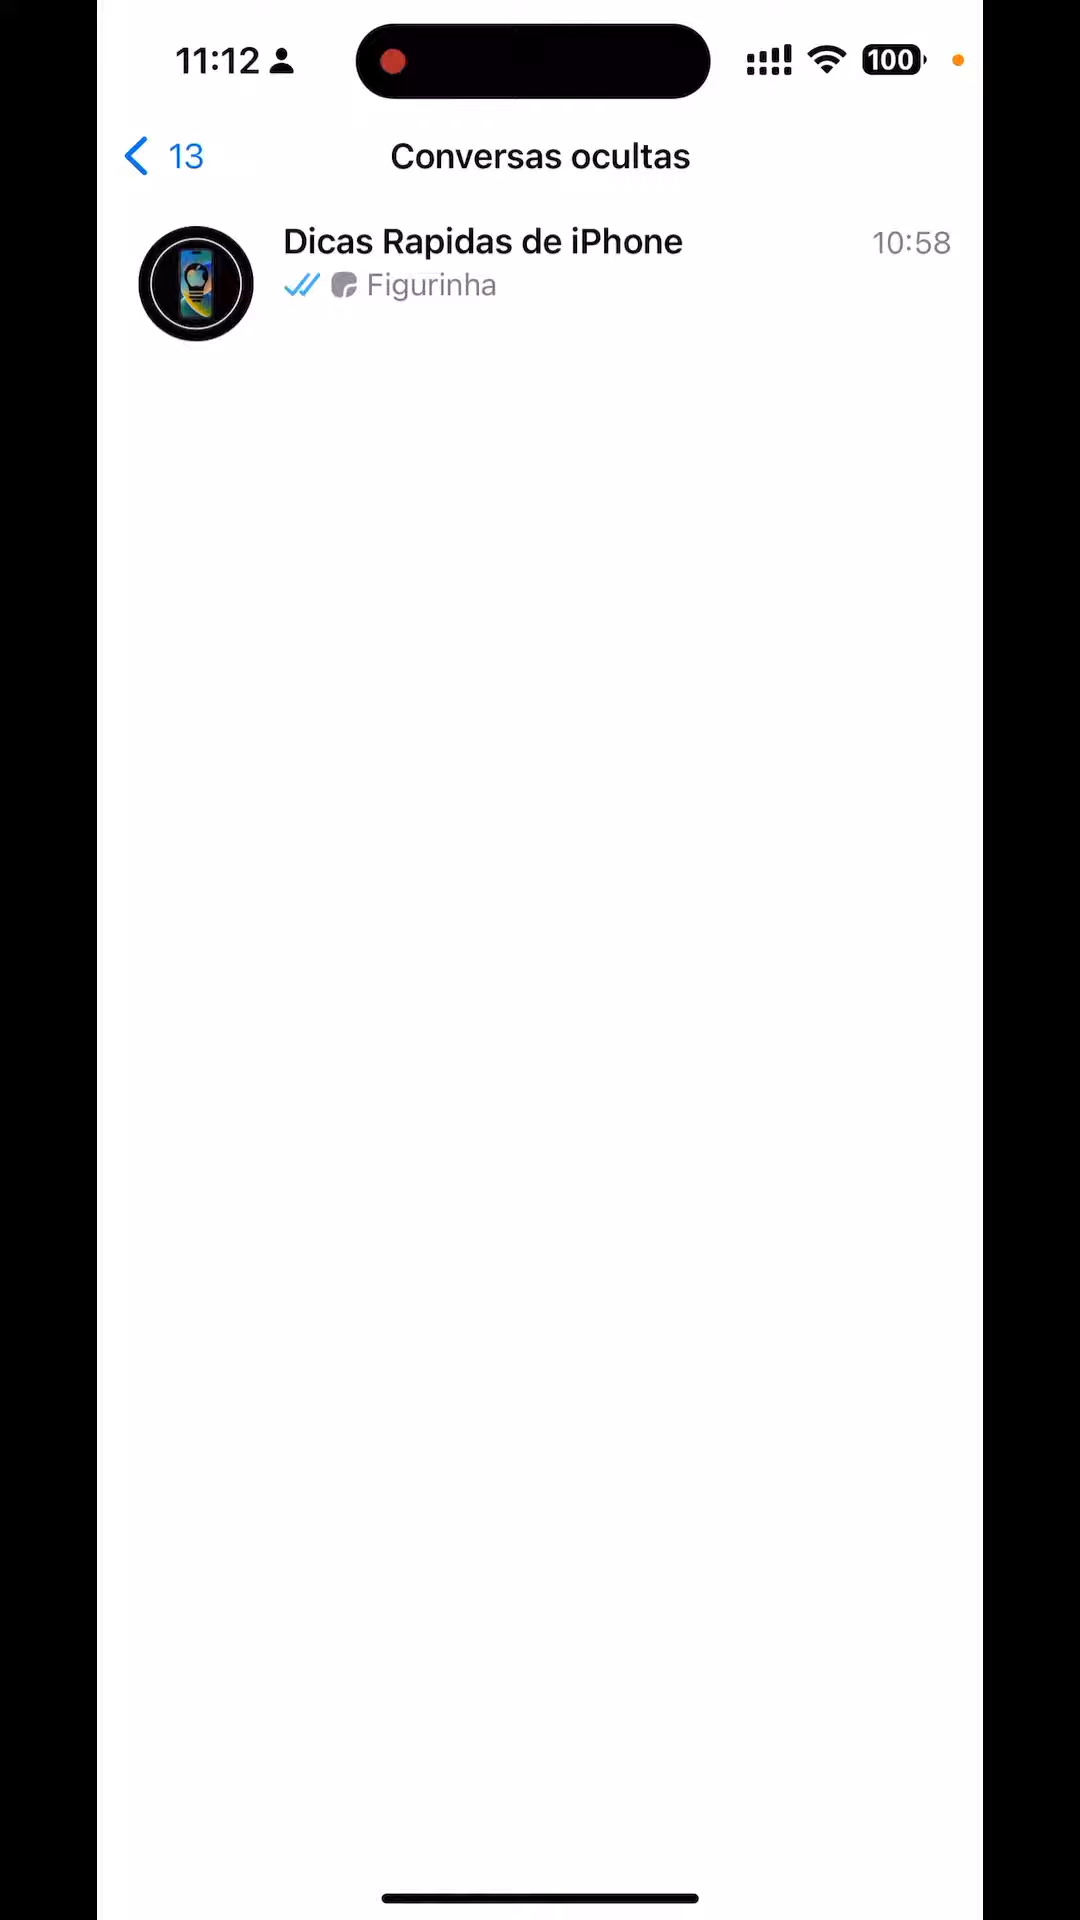 11:12
100
13
Conversas ocultas
Dicas Rapidas de iPhone
10:58
Figurinha